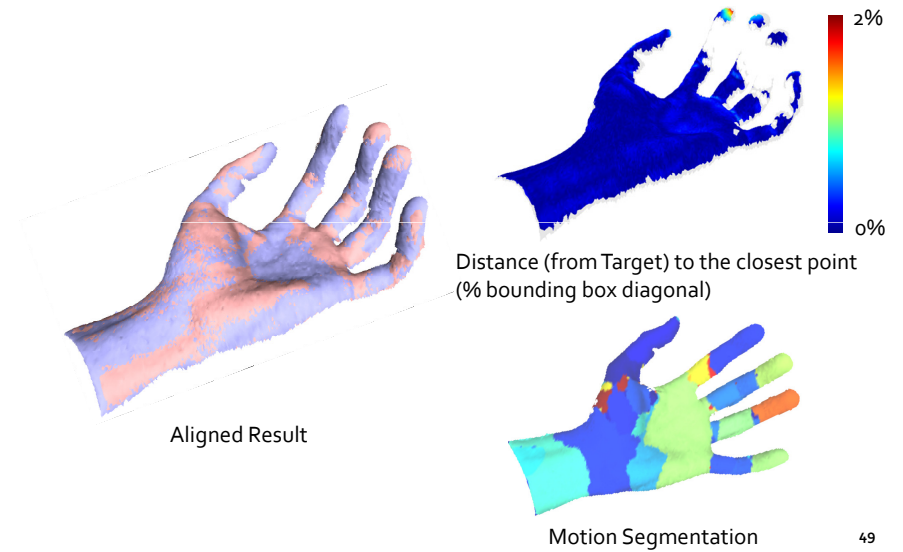 2%
0%
Distance (from Target) to the closest point
(% bounding box diagonal)
Aligned Result
Motion Segmentation
49